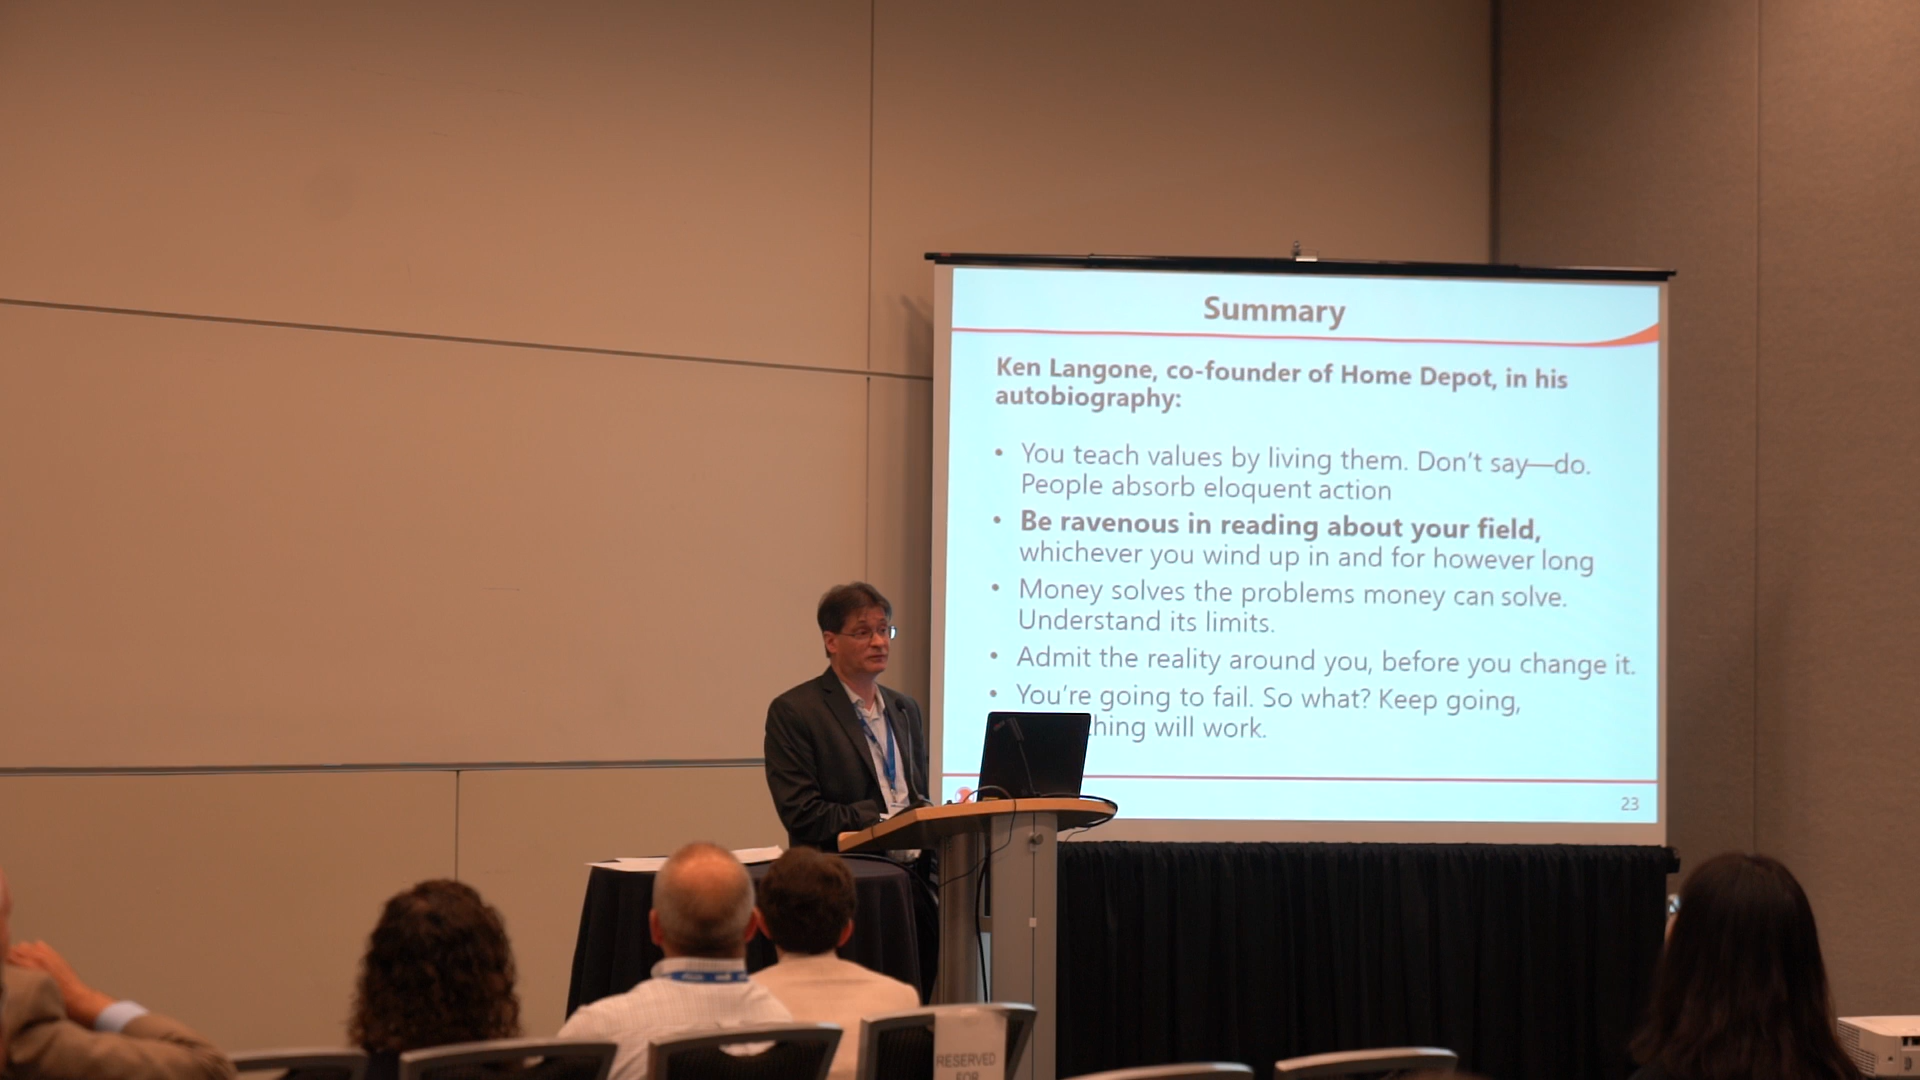 Summary
Ken Langone, co-founder of Home Depot, in his
autobiography:
• You teach values by living them. Don't say—do.
People absorb eloquent action
• Be ravenous in reading about your field,
whichever you wind up in and for however long
• Money solves the problems money can solve.
Understand its limits.
• Admit the reality around you, before you change it.
• You're going to fail. So what? Keep going,
will work.
23
RESERVED
FOR